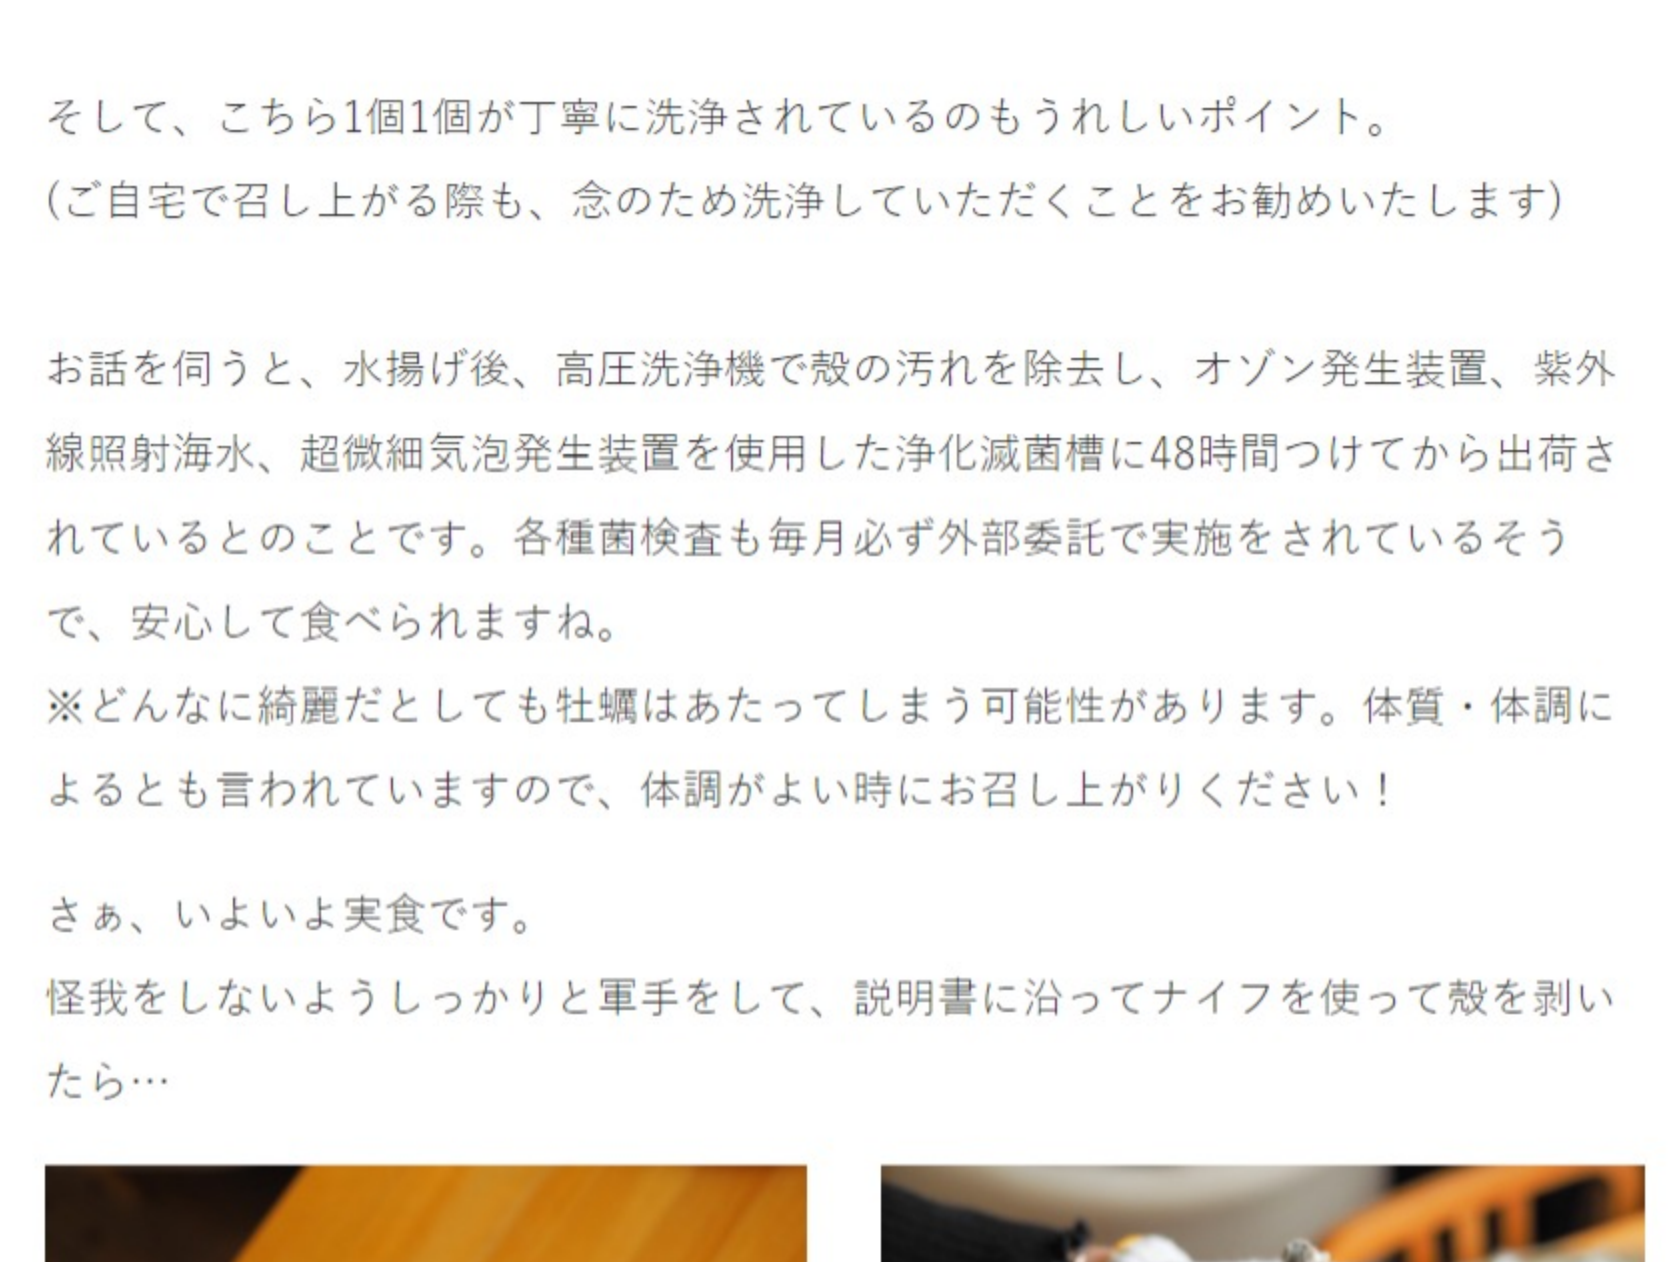 そして、こちら1個1個が丁寧に洗浄されているのもうれしいポイント。
(ご自宅で召し上がる際も、念のため洗浄していただくことをお勧めいたします)
お話を伺うと、水揚げ後、高圧洗浄機で殻の汚れを除去し、オゾン発生装置、紫外
線照射海水、超微細気泡発生装置を使用した浄化滅菌槽に48時間つけてから出荷さ
れているとのことです。各種菌検査も毎月必ず外部委託で実施をされているそう
で、安心して食べられますね。
※どんなに綺麗だとしても牡蠣はあたってしまう可能性があります。体質・体調に
よるとも言われていますので、体調がよい時にお召し上がりください！
さぁ、いよいよ実食です。
怪我をしないようしっかりと軍手をして、説明書に沿ってナイフを使って殻を剥い
たら…